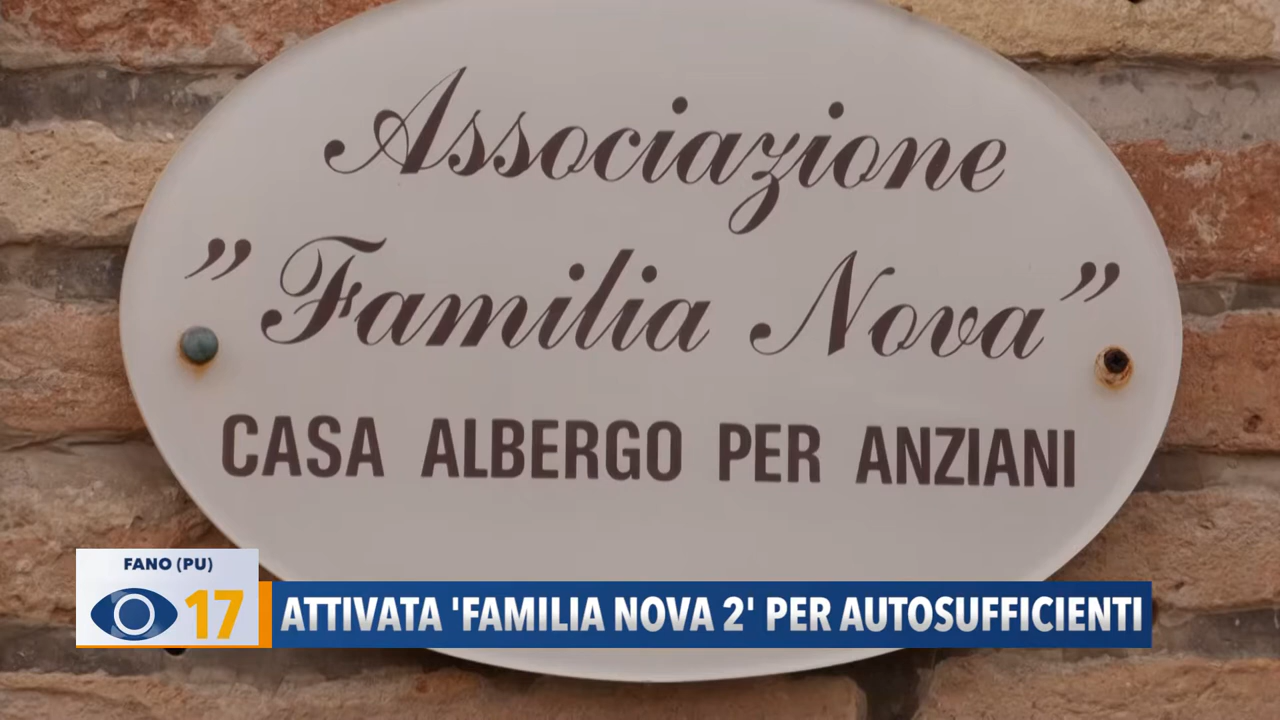 Associazione
"Familia Nova"
CASA ALBERGO PER ANZIANI
FANO (PU)
17
ATTIVATA 'FAMILIA NOVA 2' PER AUTOSUFFICIENTI